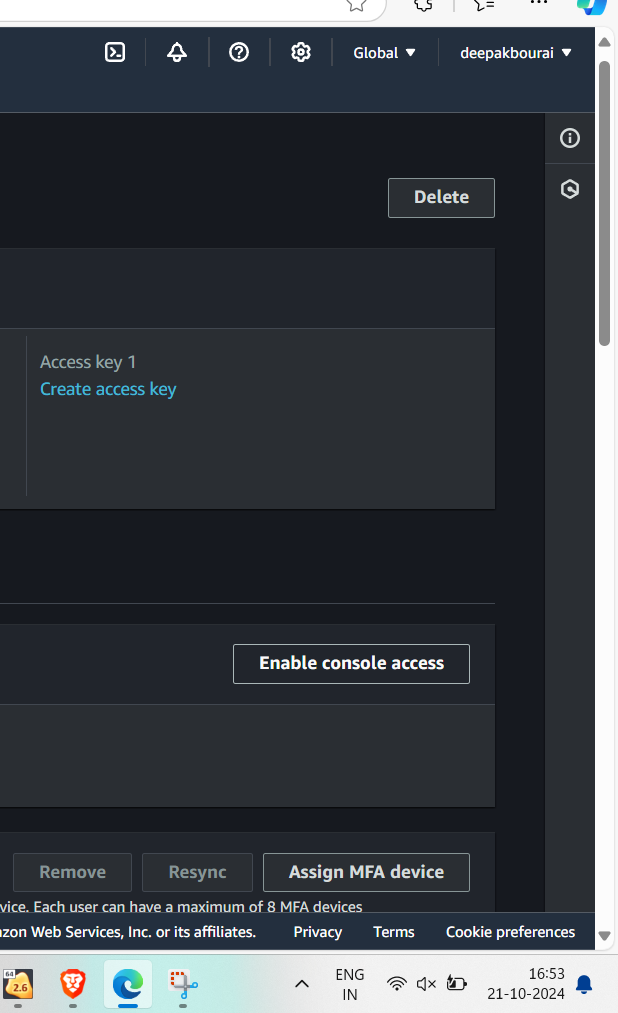 Global
deepakbourai
Delete
Access key 1
Create access key
Enable console access
Remove
Resync
Assign MFA device
vice. Each user can have a maximum of 8 MFA devices
zon Web Services, Inc. or its affiliates.
Privacy
Terms
Cookie preferences
64
2.6
ENG
IN
16:53
21-10-2024